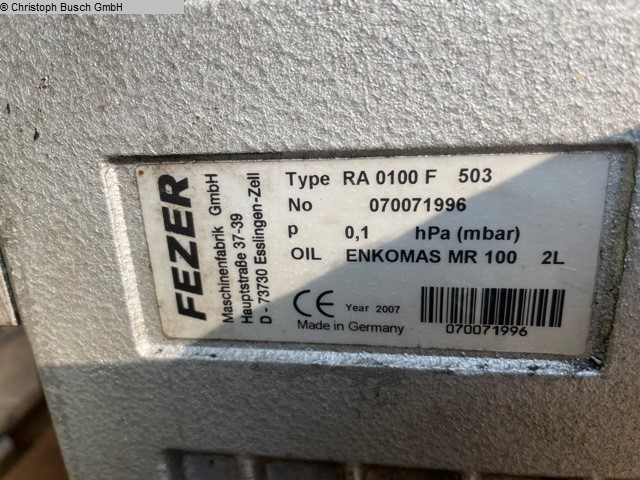 © Christoph Busch GmbH
FEZER
Maschinenfabrik GmbH
Hauptstraße 37-39
D - 73730 Esslingen-Zell
Type RA 0100 F 503
No 070071996
p 0,1 hPa (mbar)
OIL ENKOMAS MR 100 2L
CE Year 2007
Made in Germany
070071996